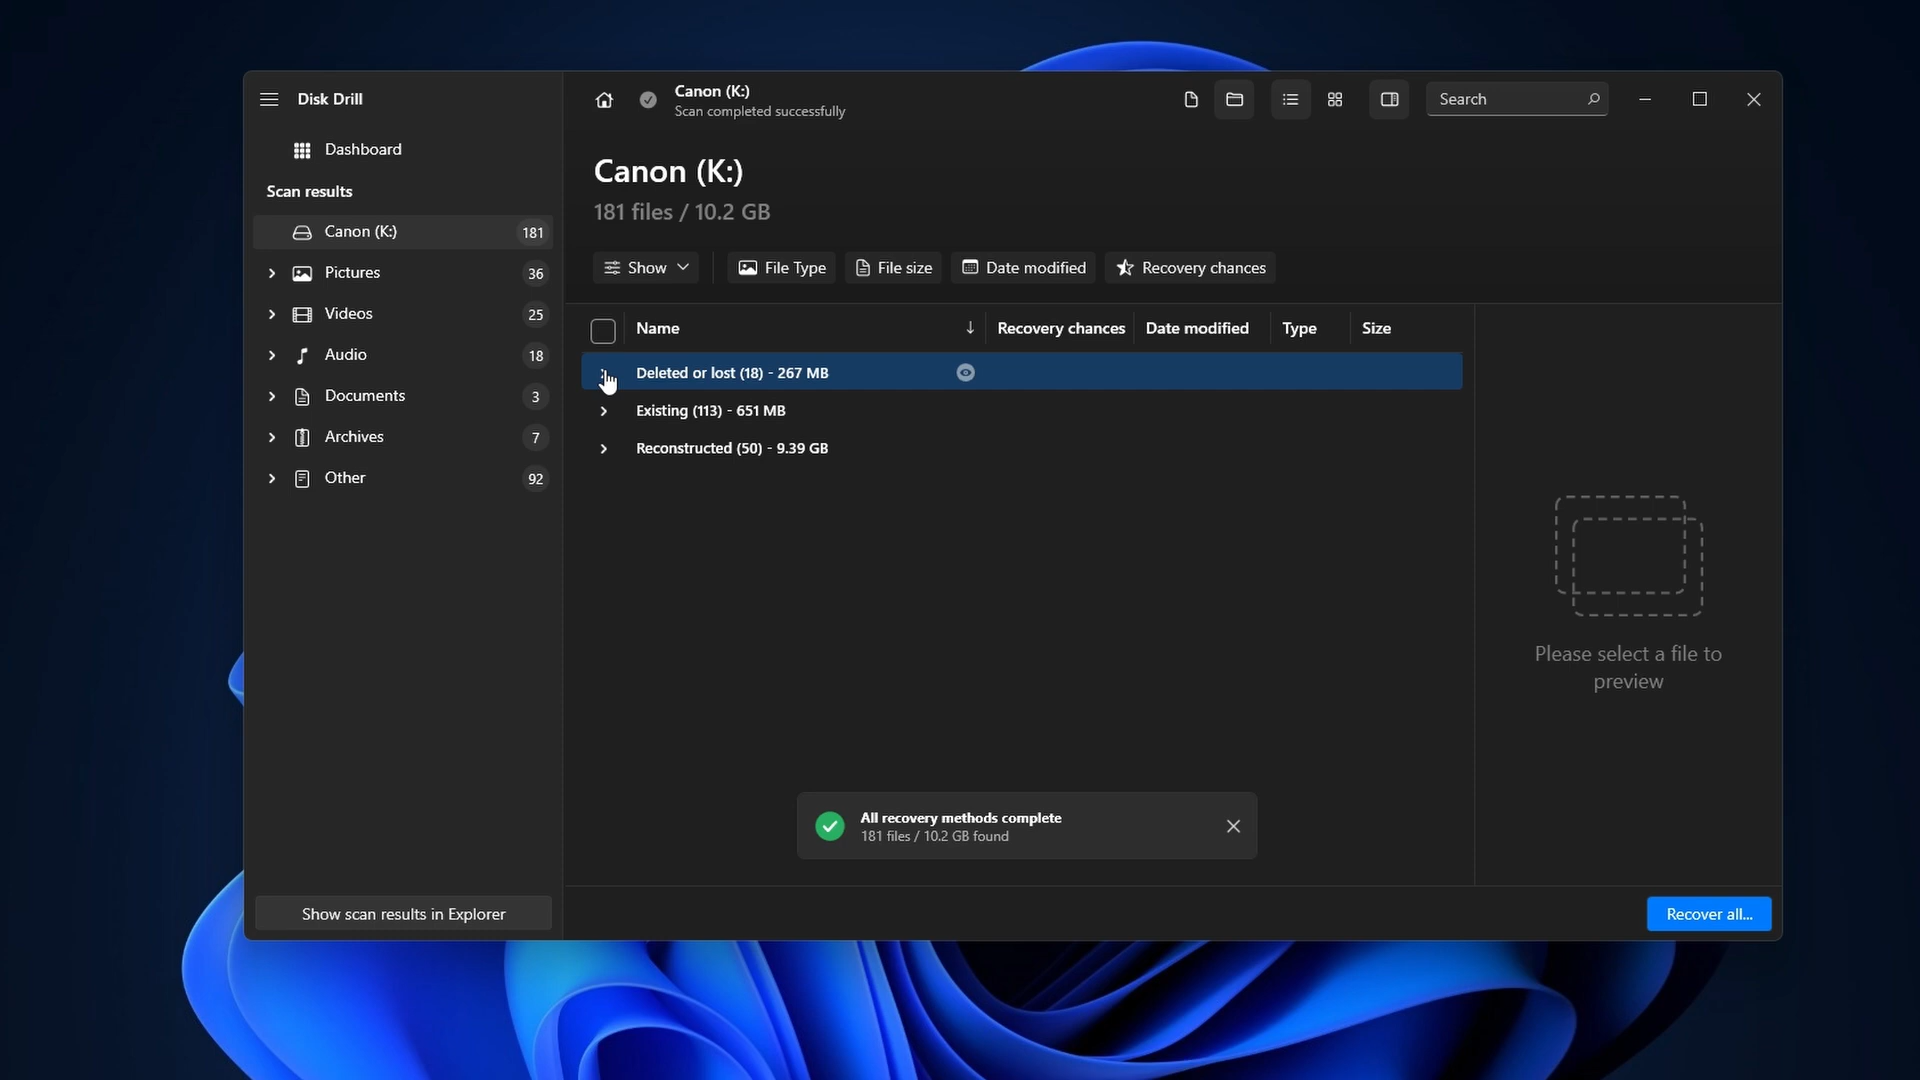 Disk Drill
Dashboard
Scan results
Canon (K:) 181
Pictures 36
Videos 25
Audio 18
Documents 3
Archives 7
Other 92
Show scan results in Explorer
Canon (K:)
Scan completed successfully
Search
Canon (K:)
181 files / 10.2 GB
Show File Type File size Date modified Recovery chances
Name Recovery chances Date modified Type Size
Deleted or lost (18) - 267 MB
Existing (113) - 651 MB
Reconstructed (50) - 9.39 GB
Please select a file to
preview
All recovery methods complete
181 files / 10.2 GB found
Recover all...